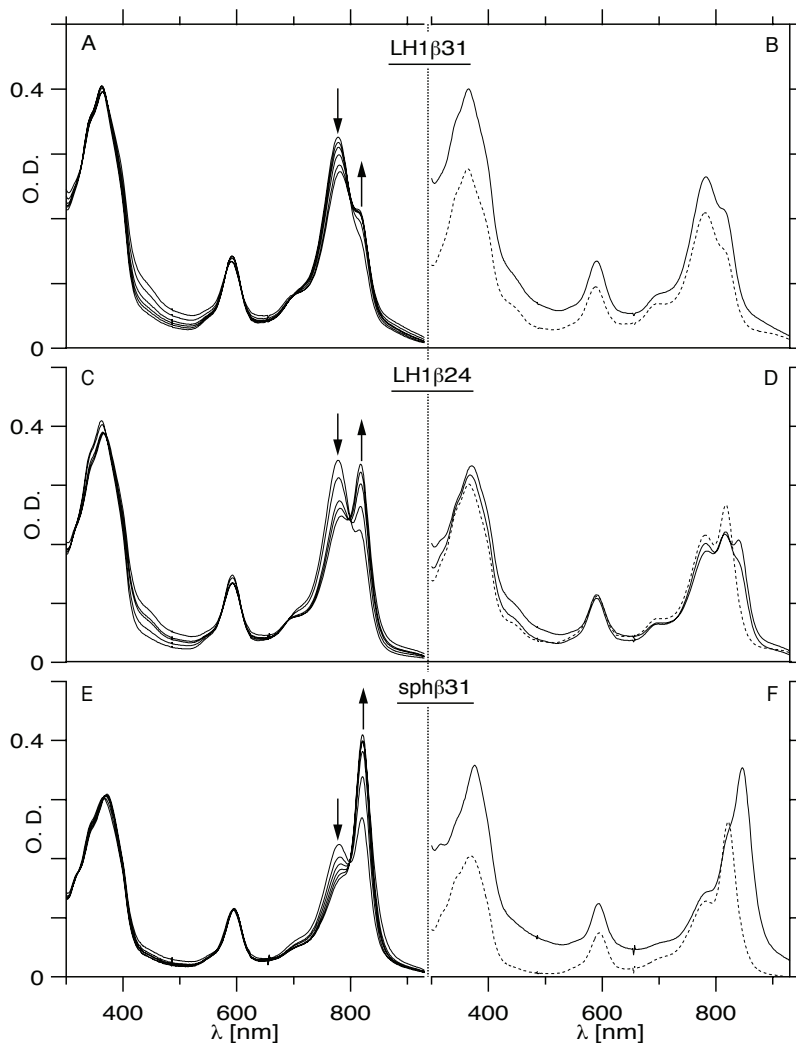 A
LH1β31
B
0.4
O. D.
0
C
LH1β24
D
0.4
O. D.
0
E
sphβ31
F
0.4
O. D.
0
400 600 800 400 600 800
λ [nm] λ [nm]